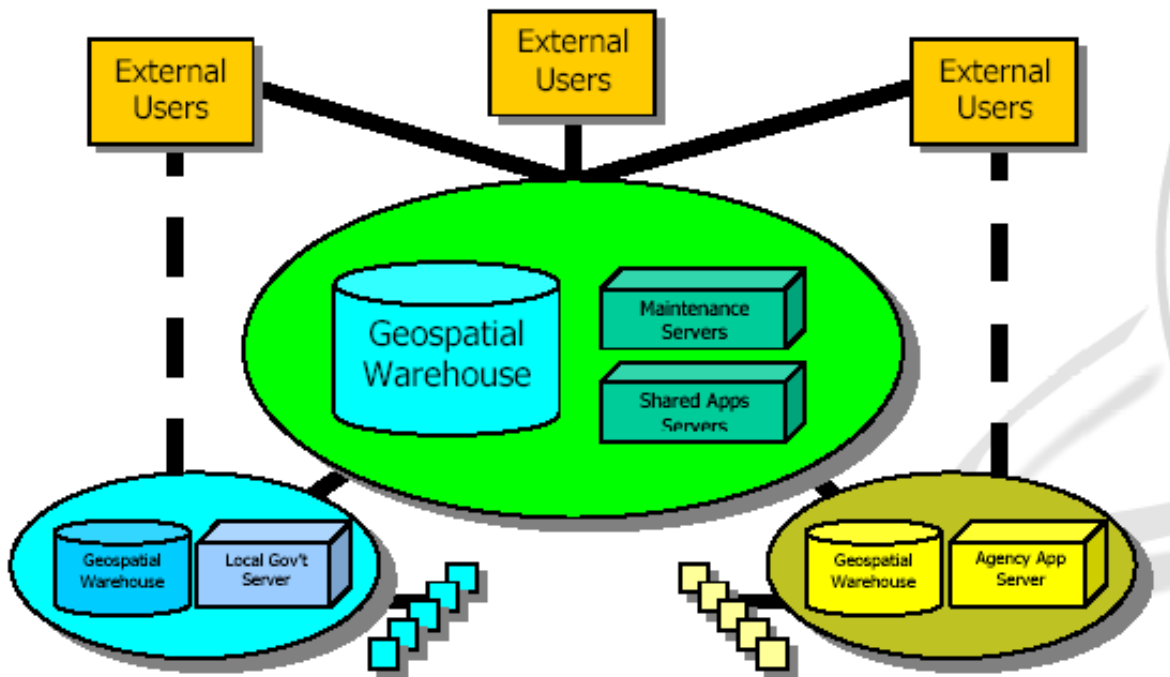 External
Users
External
Users
External
Users
Geospatial
Warehouse
Maintenance
Servers
Shared Apps
Servers
Geospatial
Warehouse
Local Gov't
Server
Geospatial
Warehouse
Agency App
Server